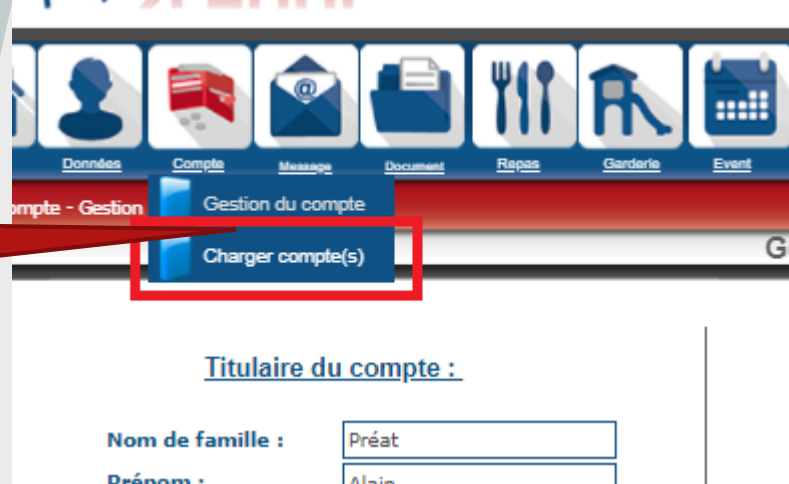 Données Compte Message Document Repas Garderie Event
ompte - Gestion
Gestion du compte
G
Charger compte(s)
Titulaire du compte :
Nom de famille : Préat
Prénom : Alain